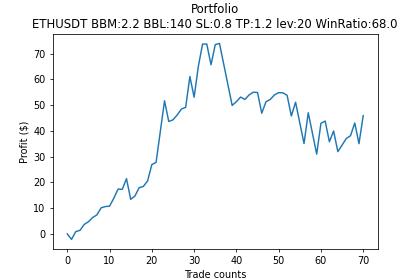 Portfolio
ETHUSDT BBM:2.2 BBL:140 SL:0.8 TP:1.2 lev:20 WinRatio:68.0
70
60
50
40
30
20
10
0
Profit ($)
0 10 20 30 40 50 60 70
Trade counts